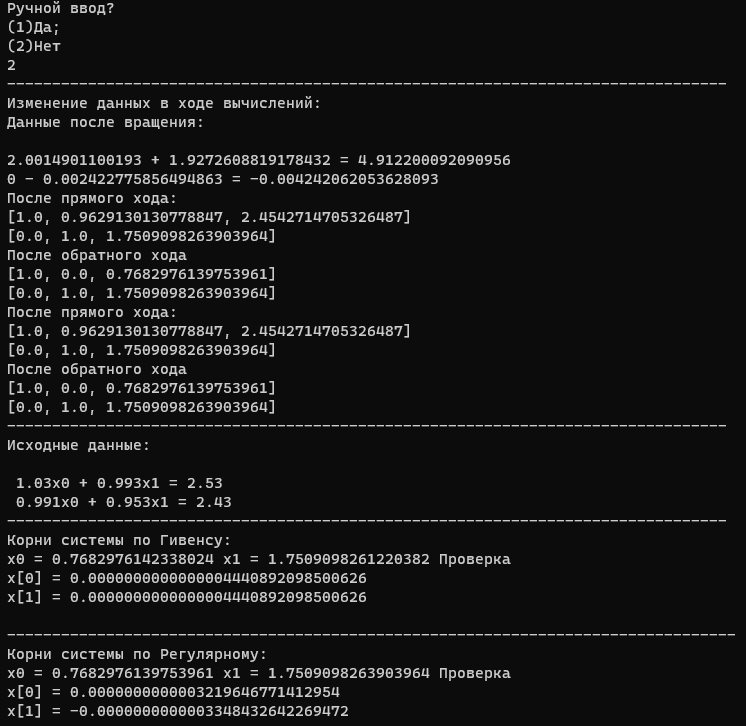 Ручной ввод?
(1)Да;
(2)Нет
2
--------------------------------------------------------------------------------
Изменение данных в ходе вычислений:
Данные после вращения:
2.0014901100193 + 1.9272608819178432 = 4.912200092090956
0 - 0.002422775856494863 = -0.004242062053628093
После прямого хода:
[1.0, 0.9629130130778847, 2.4542714705326487]
[0.0, 1.0, 1.7509098263903964]
После обратного хода
[1.0, 0.0, 0.7682976139753961]
[0.0, 1.0, 1.7509098263903964]
После прямого хода:
[1.0, 0.9629130130778847, 2.4542714705326487]
[0.0, 1.0, 1.7509098263903964]
После обратного хода
[1.0, 0.0, 0.7682976139753961]
[0.0, 1.0, 1.7509098263903964]
--------------------------------------------------------------------------------
Исходные данные:
1.03x0 + 0.993x1 = 2.53
0.991x0 + 0.953x1 = 2.43
--------------------------------------------------------------------------------
Корни системы по Гивенсу:
x0 = 0.7682976142338024 x1 = 1.7509098261220382 Проверка
x[0] = 0.0000000000000004440892098500626
x[1] = 0.0000000000000004440892098500626
---------------------------------------------------------------------------------
Корни системы по Регулярному:
x0 = 0.7682976139753961 x1 = 1.7509098263903964 Проверка
x[0] = 0.0000000000003219646771412954
x[1] = -0.0000000000003348432642269472